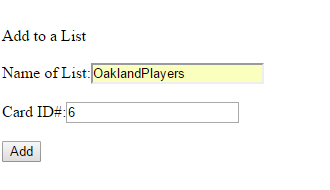 Add to a List
Name of List:OaklandPlayers
Card ID#:6
Add